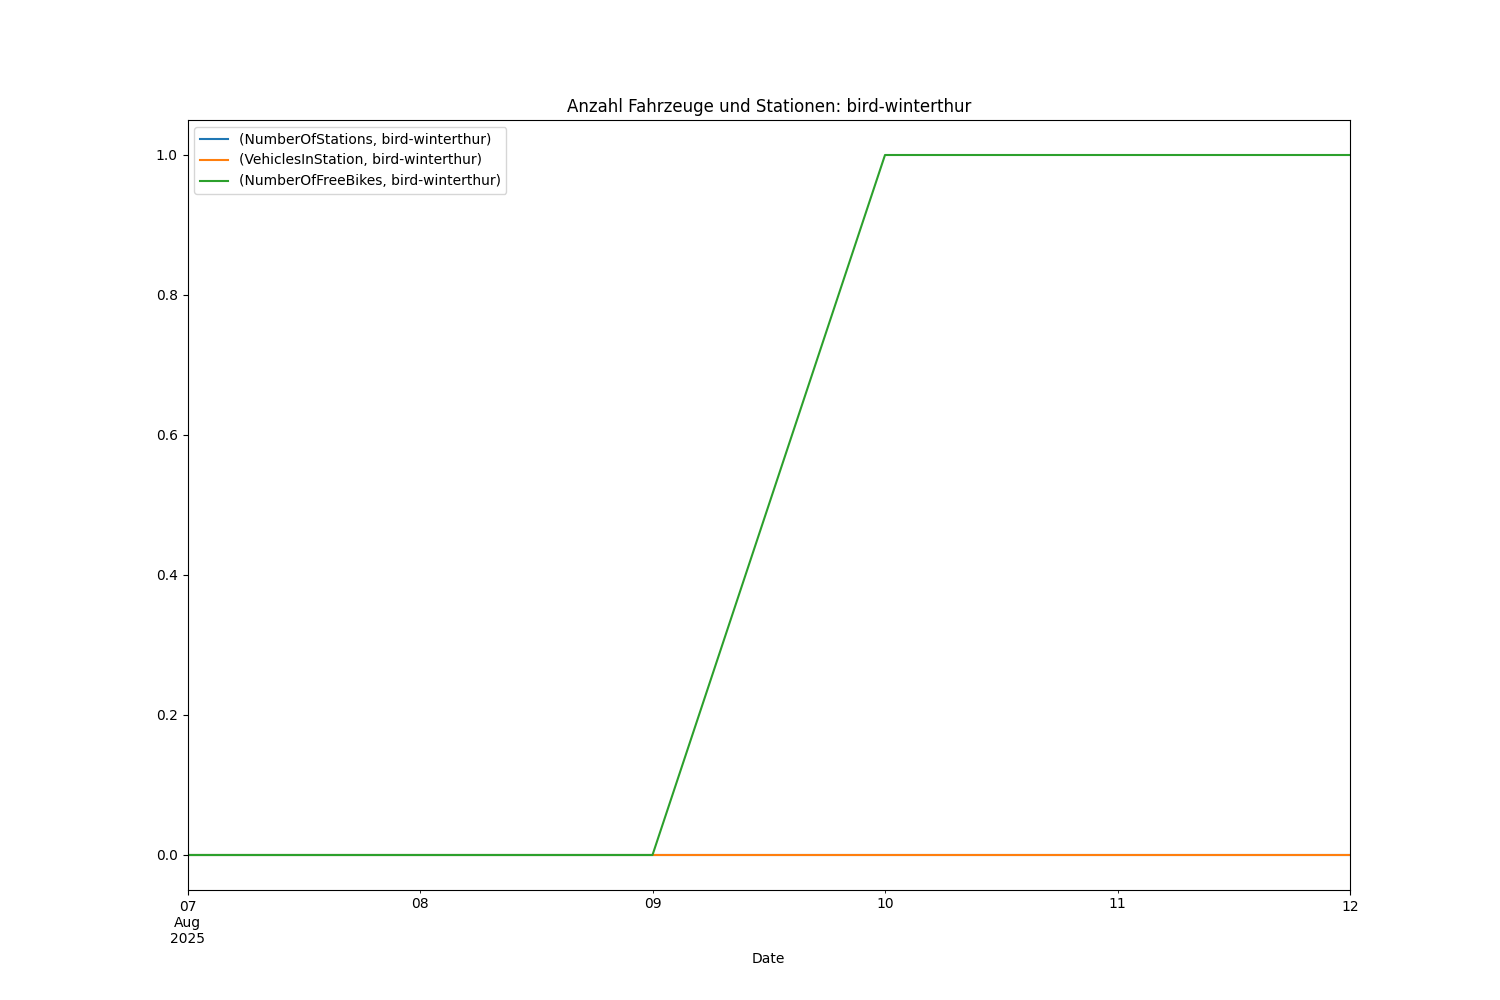 Anzahl Fahrzeuge und Stationen: bird-winterthur
(NumberOfStations, bird-winterthur)
(VehiclesInStation, bird-winterthur)
(NumberOfFreeBikes, bird-winterthur)
1.0
0.8
0.6
0.4
0.2
0.0
07 08 09 10 11 12
Aug
2025
Date